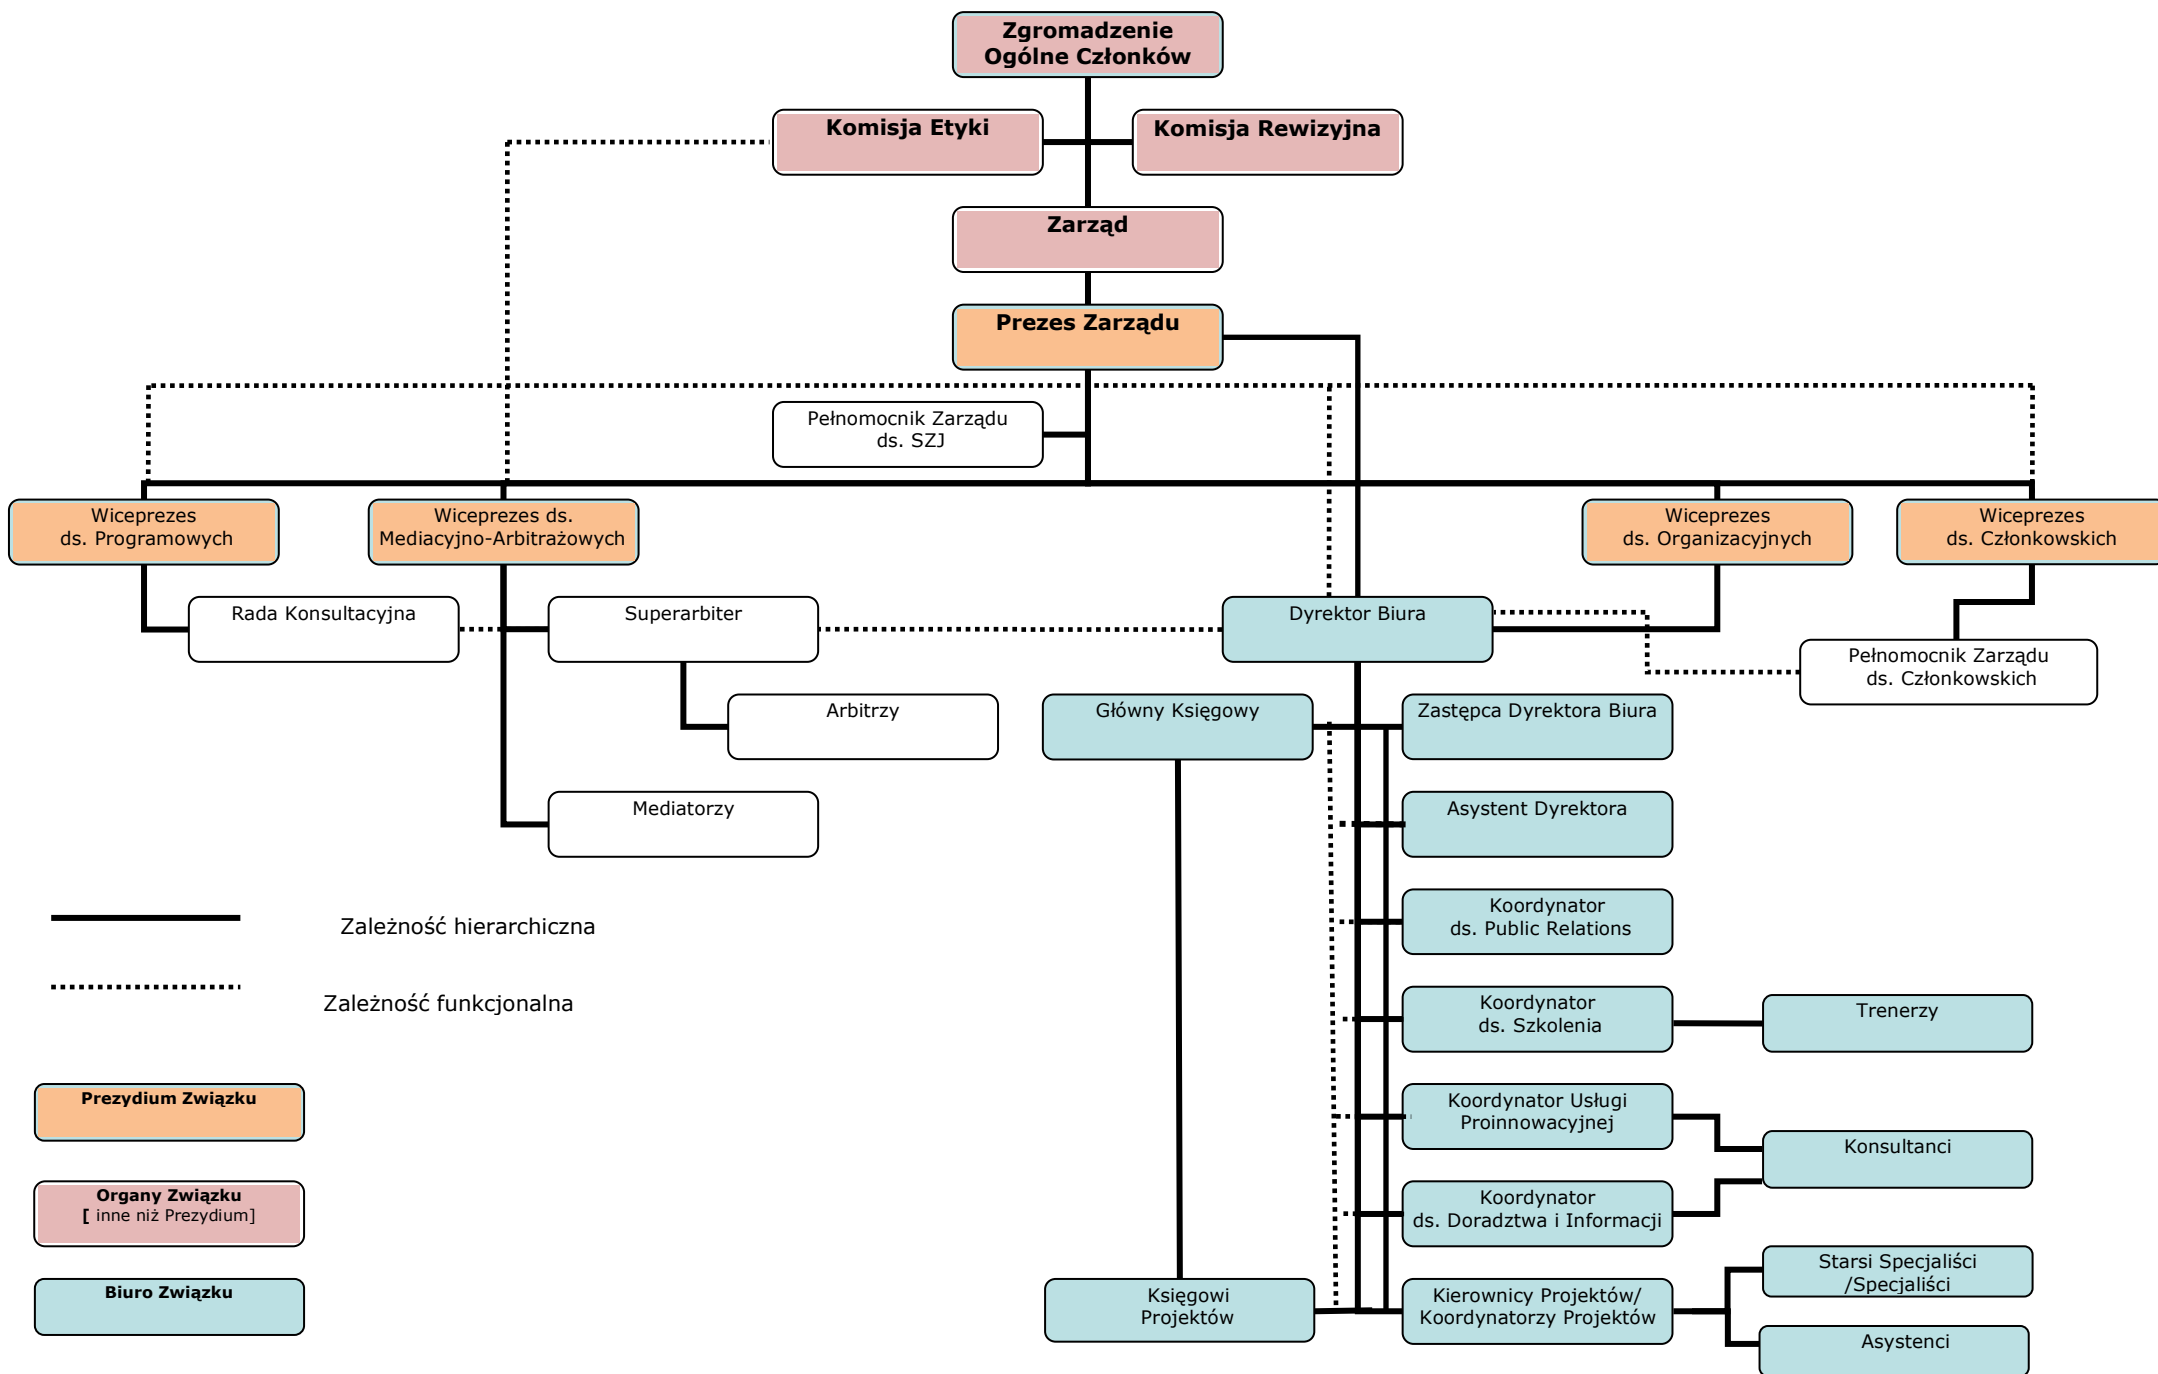 Zgromadzenie
Ogólne Członków
Komisja Etyki
Komisja Rewizyjna
Zarząd
Prezes Zarządu
Pełnomocnik Zarządu
ds. SZJ
Wiceprezes
ds. Programowych
Wiceprezes ds.
Mediacyjno-Arbitrażowych
Wiceprezes
ds. Organizacyjnych
Wiceprezes
ds. Członkowskich
Rada Konsultacyjna
Superarbiter
Dyrektor Biura
Pełnomocnik Zarządu
ds. Członkowskich
Arbitrzy
Główny Księgowy
Zastępca Dyrektora Biura
Mediatorzy
Asystent Dyrektora
Zależność hierarchiczna
Koordynator
ds. Public Relations
Zależność funkcjonalna
Koordynator
ds. Szkolenia
Trenerzy
Prezydium Związku
Koordynator Usługi
Proinnowacyjnej
Konsultanci
Organy Związku
[ inne niż Prezydium]
Koordynator
ds. Doradztwa i Informacji
Biuro Związku
Księgowi
Projektów
Kierownicy Projektów/
Koordynatorzy Projektów
Starsi Specjaliści
/Specjaliści
Asystenci